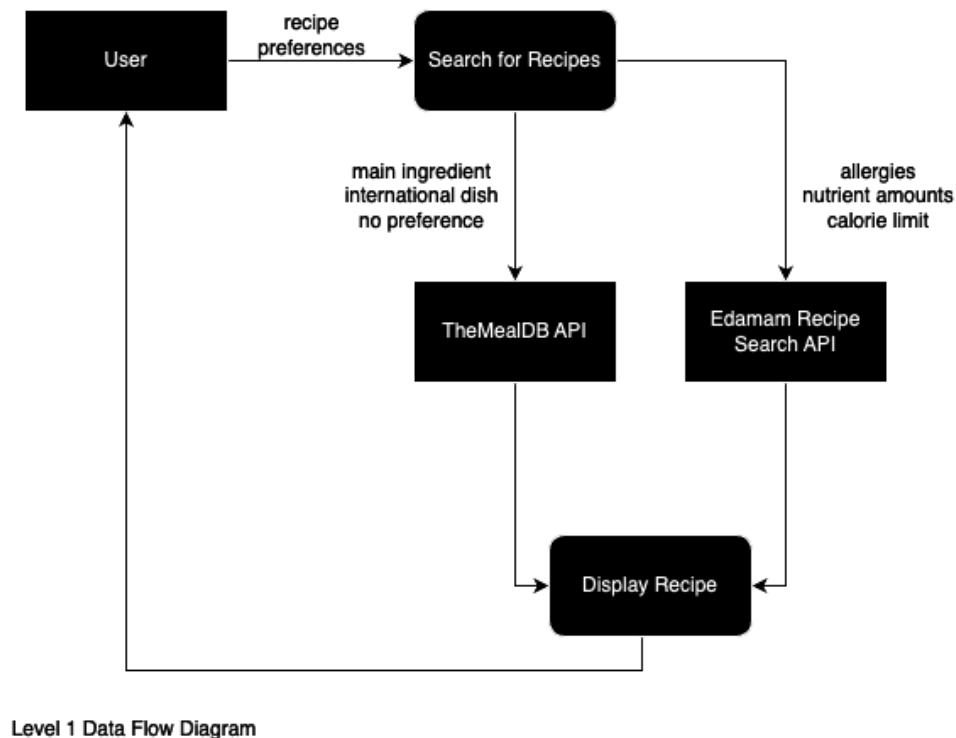 User
recipe
preferences
Search for Recipes
main ingredient
international dish
no preference
allergies
nutrient amounts
calorie limit
TheMealDB API
Edamam Recipe
Search API
Display Recipe
Level 1 Data Flow Diagram